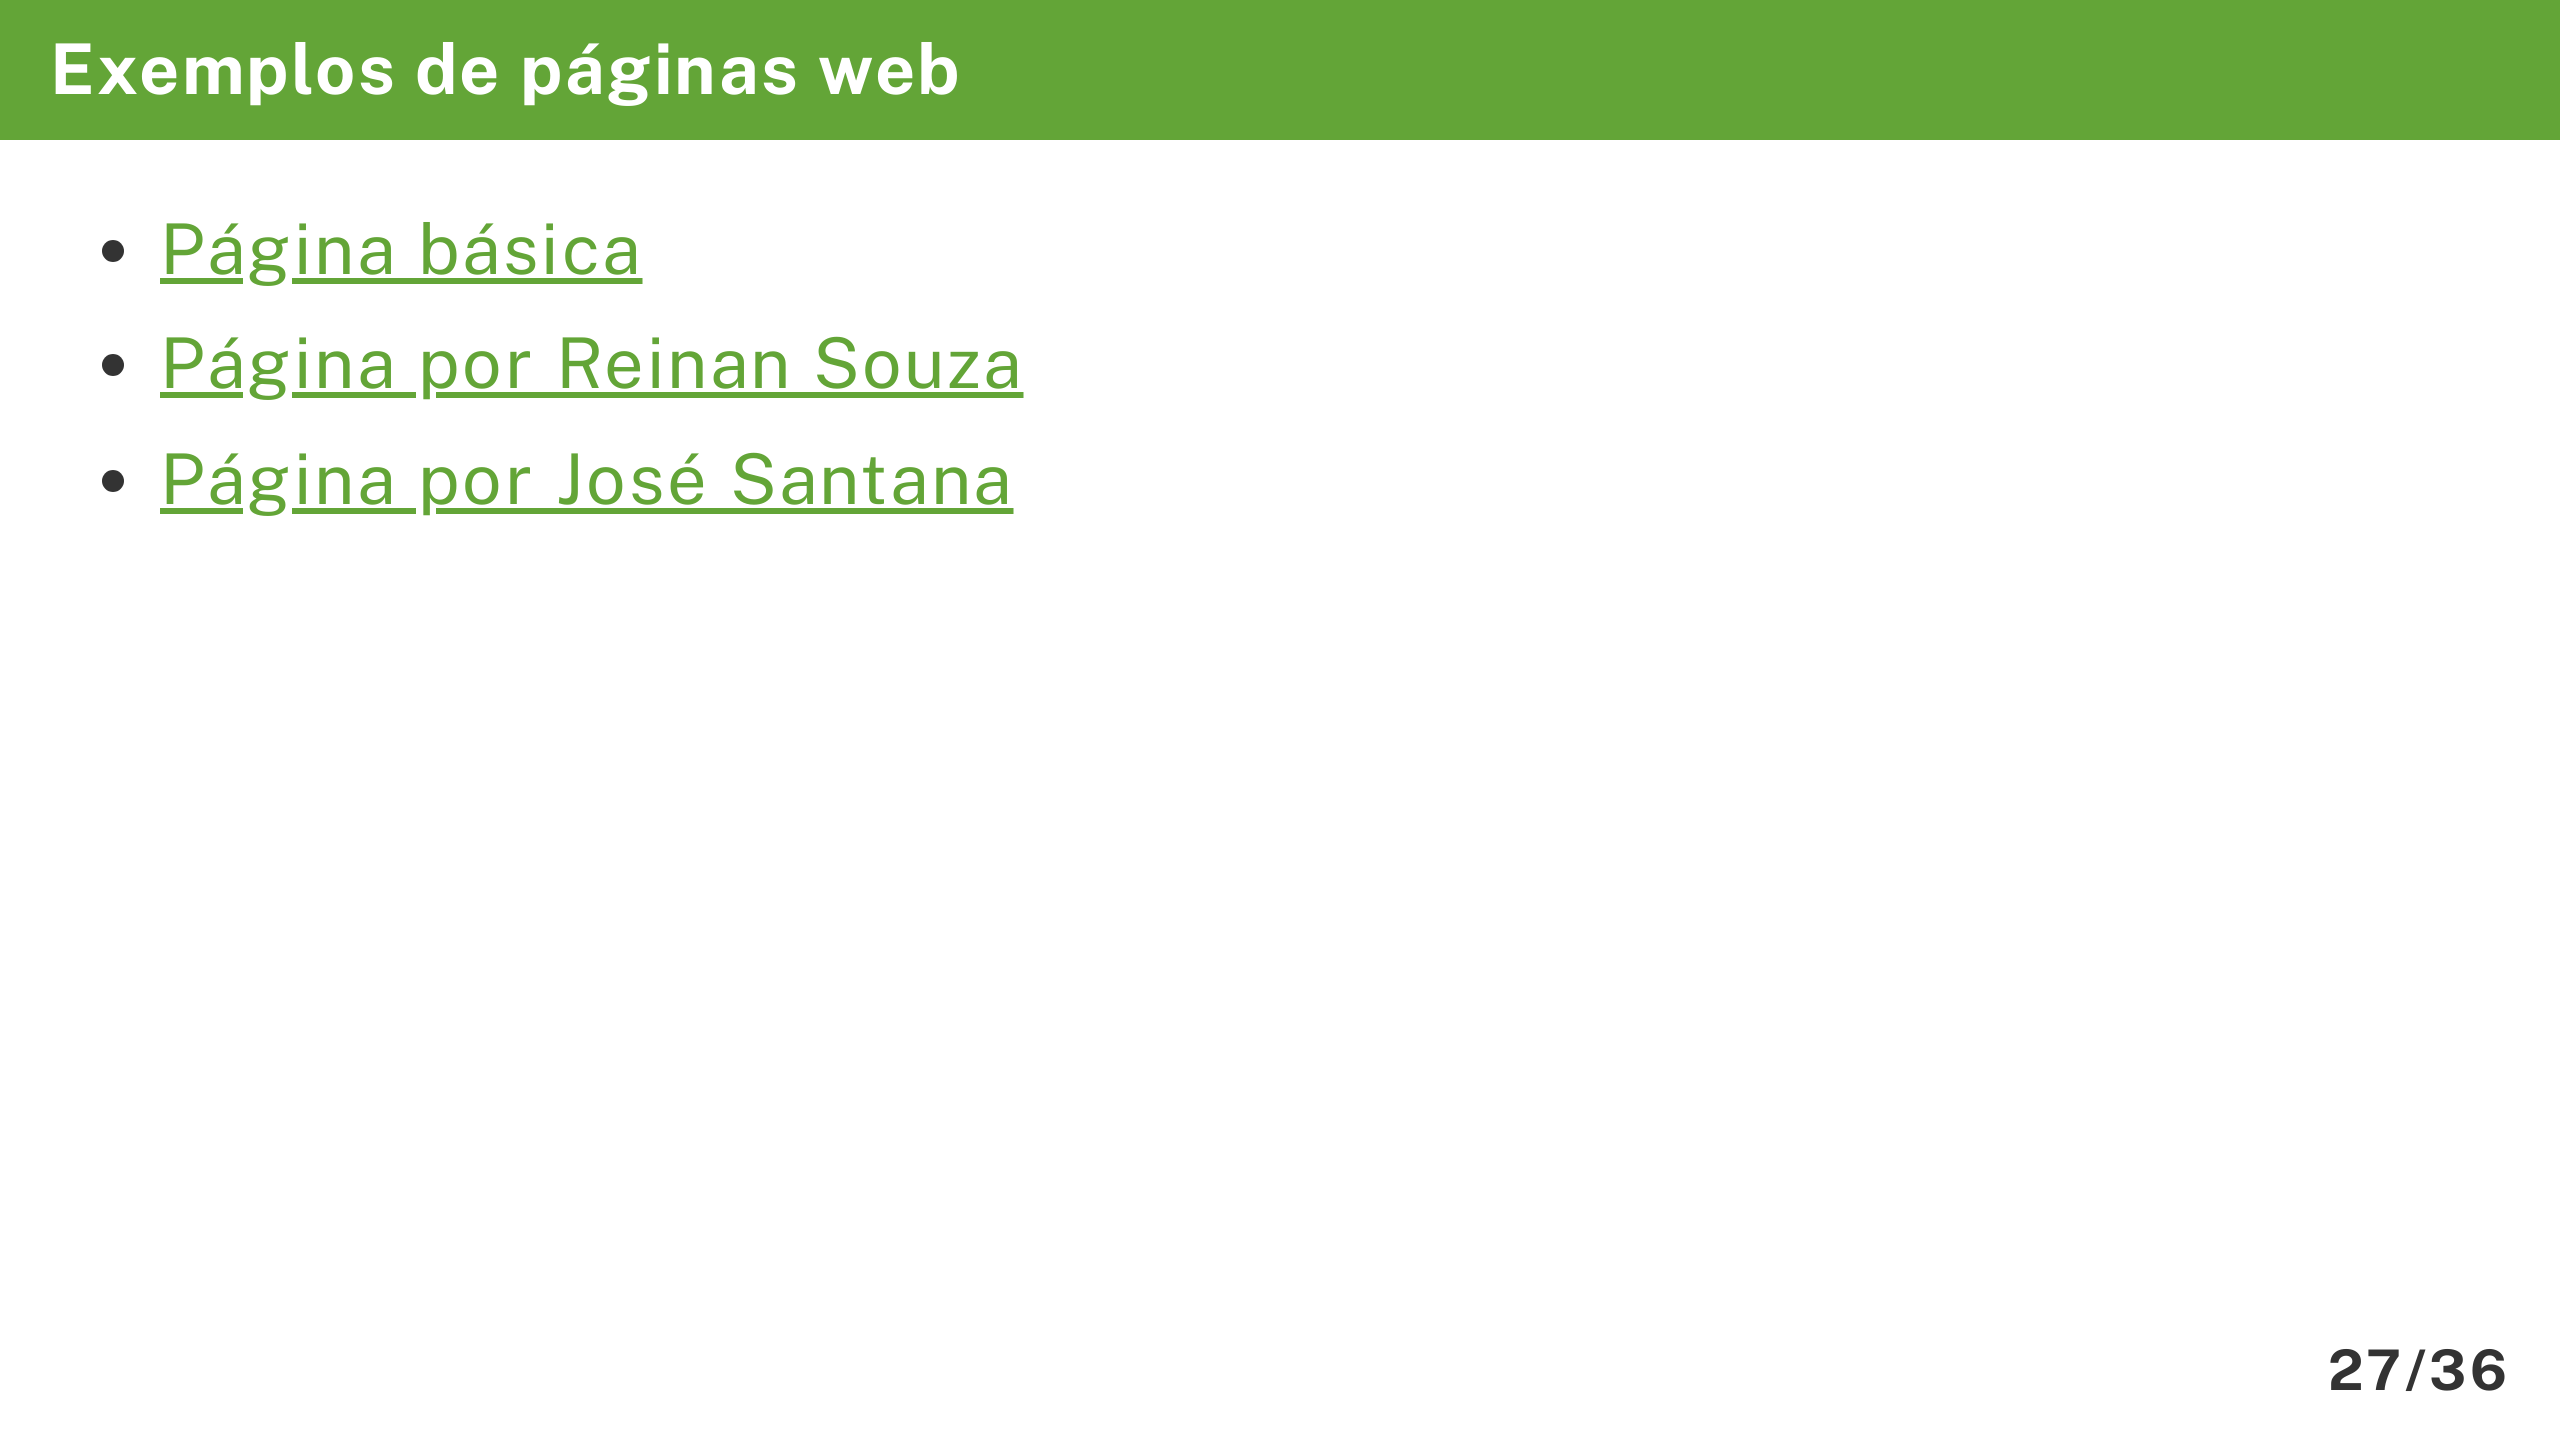 Exemplos de páginas web
Página básica
Página por Reinan Souza
Página por José Santana
27/36